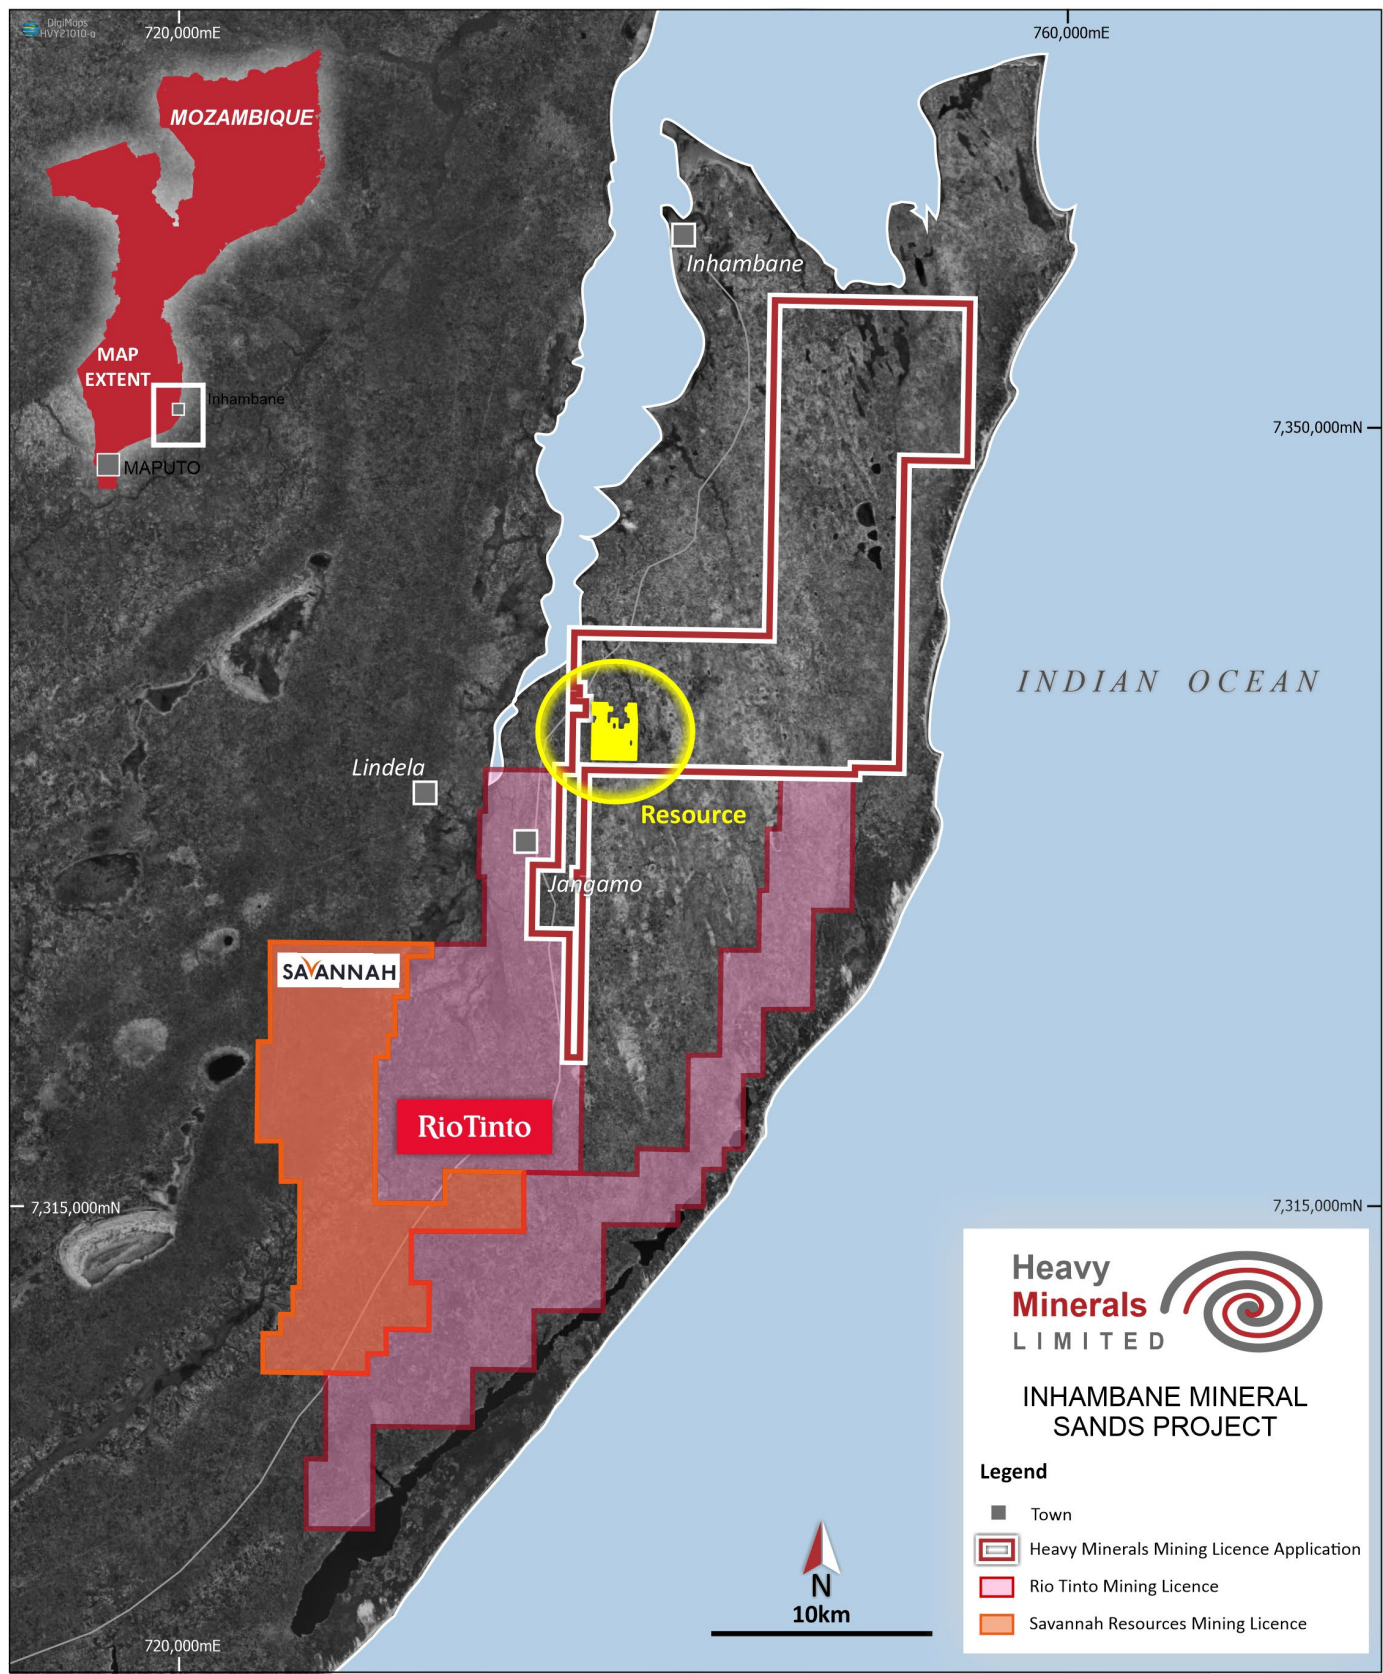 DigiMaps
HVY21010-a
720,000mE
760,000mE
MOZAMBIQUE
Inhambane
MAP
EXTENT
Inhambane
7,350,000mN
MAPUTO
INDIAN OCEAN
Lindela
Resource
Jangamo
SAVANNAH
RioTinto
7,315,000mN
7,315,000mN
Heavy
Minerals
LIMITED
INHAMBANE MINERAL
SANDS PROJECT
Legend
Town
Heavy Minerals Mining Licence Application
Rio Tinto Mining Licence
Savannah Resources Mining Licence
N
10km
720,000mE